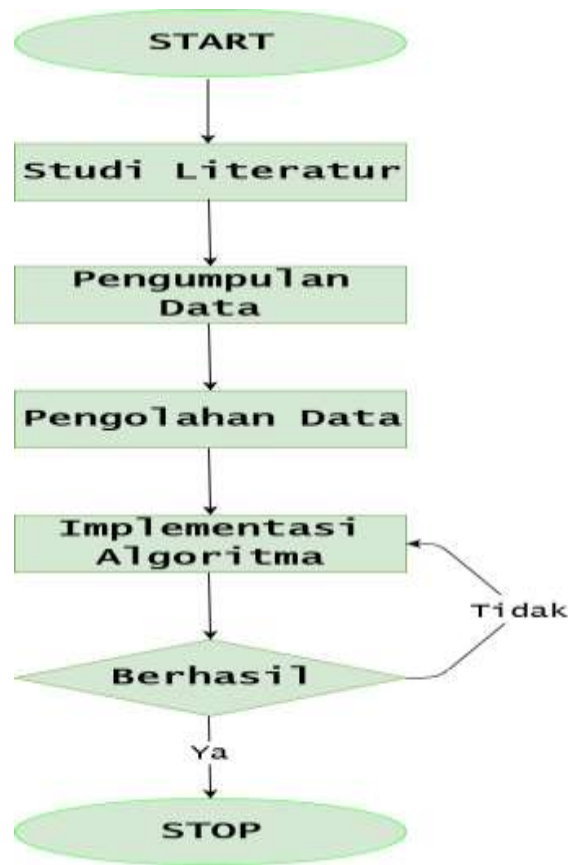 START
Studi Literatur
Pengumpulan
Data
Pengolahan Data
Implementasi
Algoritma
Tidak
Berhasil
Ya
STOP